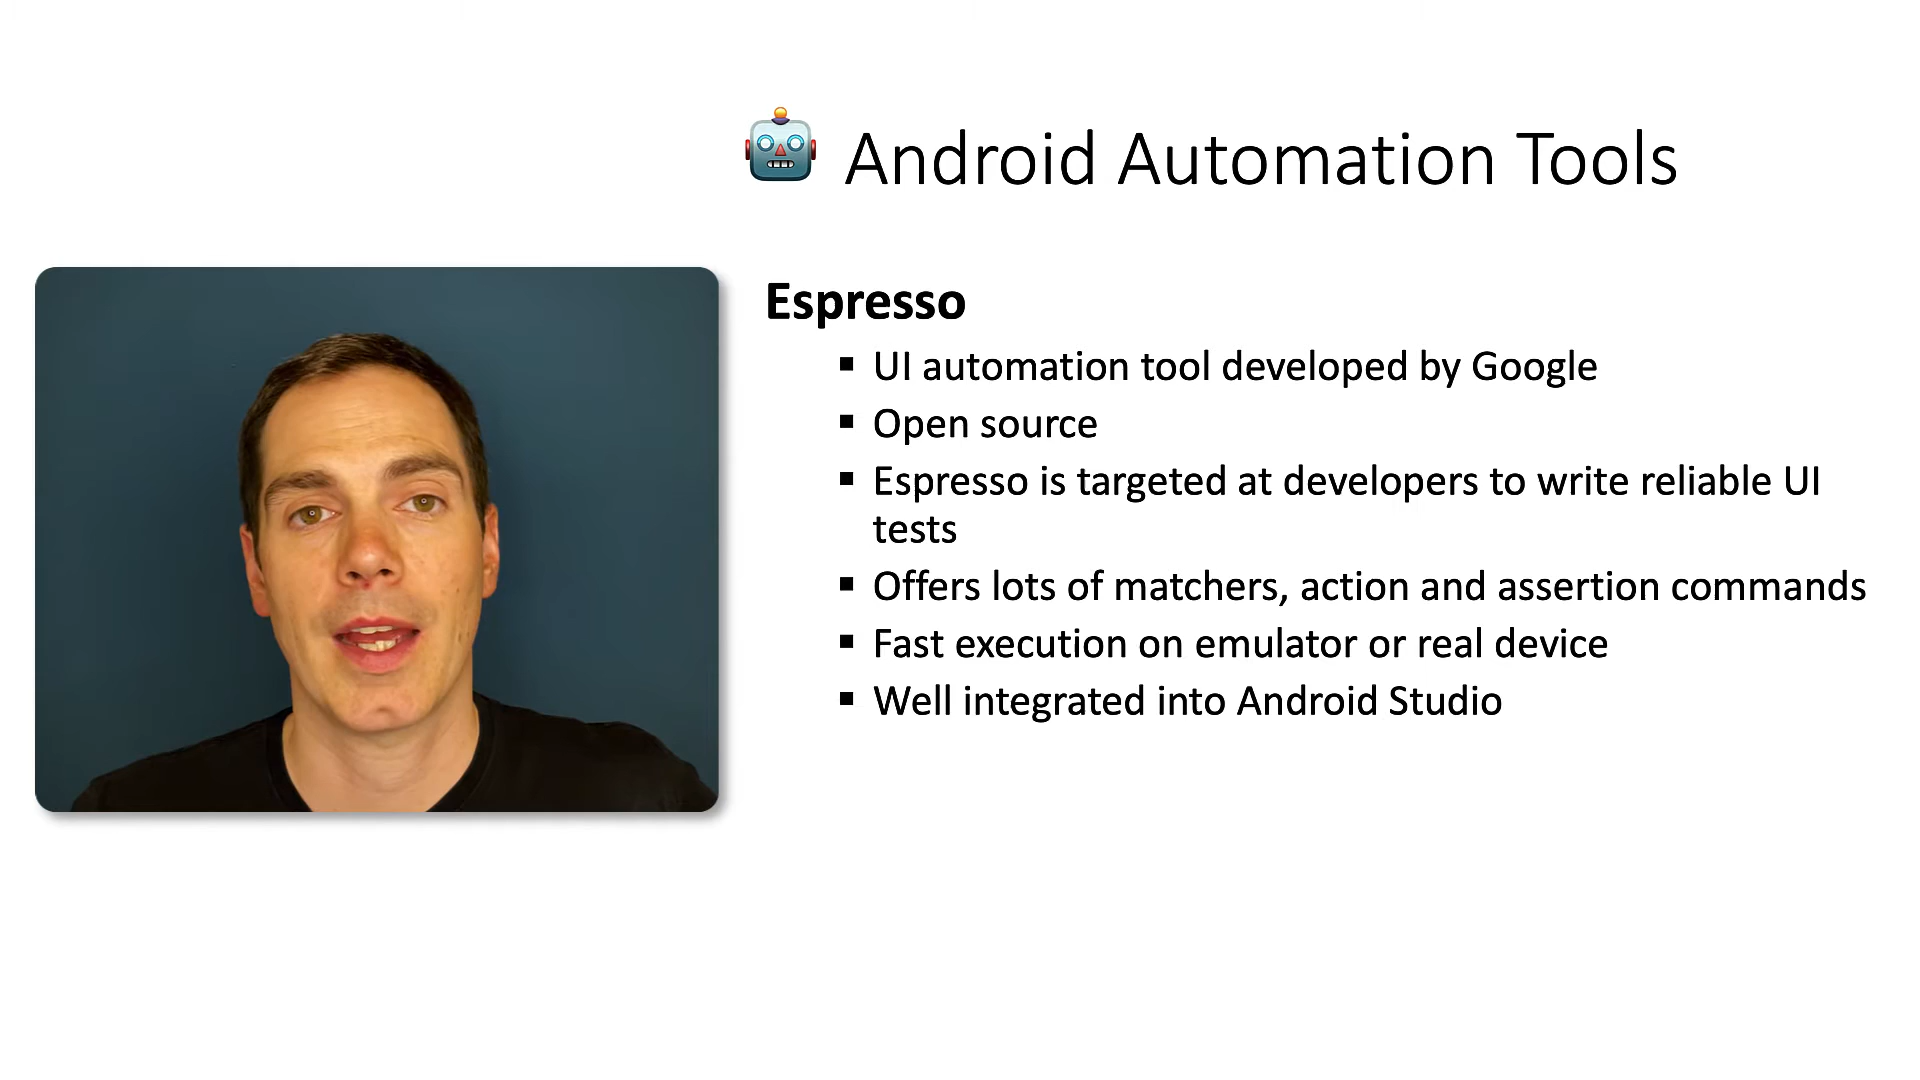 Android Automation Tools
Espresso
▪ UI automation tool developed by Google
▪ Open source
▪ Espresso is targeted at developers to write reliable UI
tests
▪ Offers lots of matchers, action and assertion commands
▪ Fast execution on emulator or real device
▪ Well integrated into Android Studio